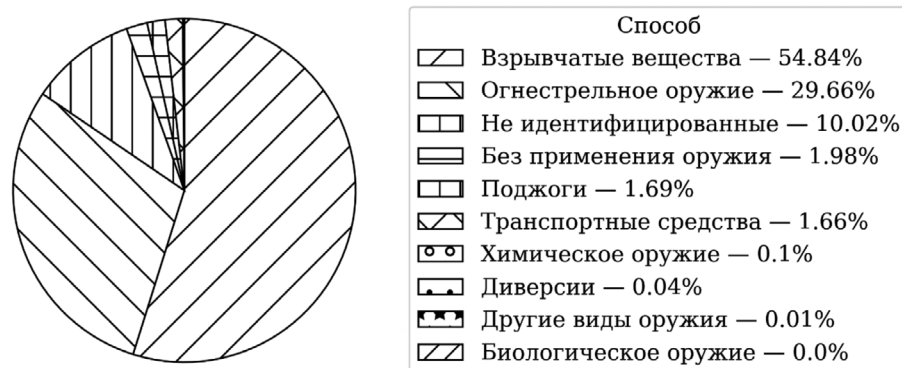 Способ
Взрывчатые вещества — 54.84%
Огнестрельное оружие — 29.66%
Не идентифицированные — 10.02%
Без применения оружия — 1.98%
Поджоги — 1.69%
Транспортные средства — 1.66%
Химическое оружие — 0.1%
Диверсии — 0.04%
Другие виды оружия — 0.01%
Биологическое оружие — 0.0%